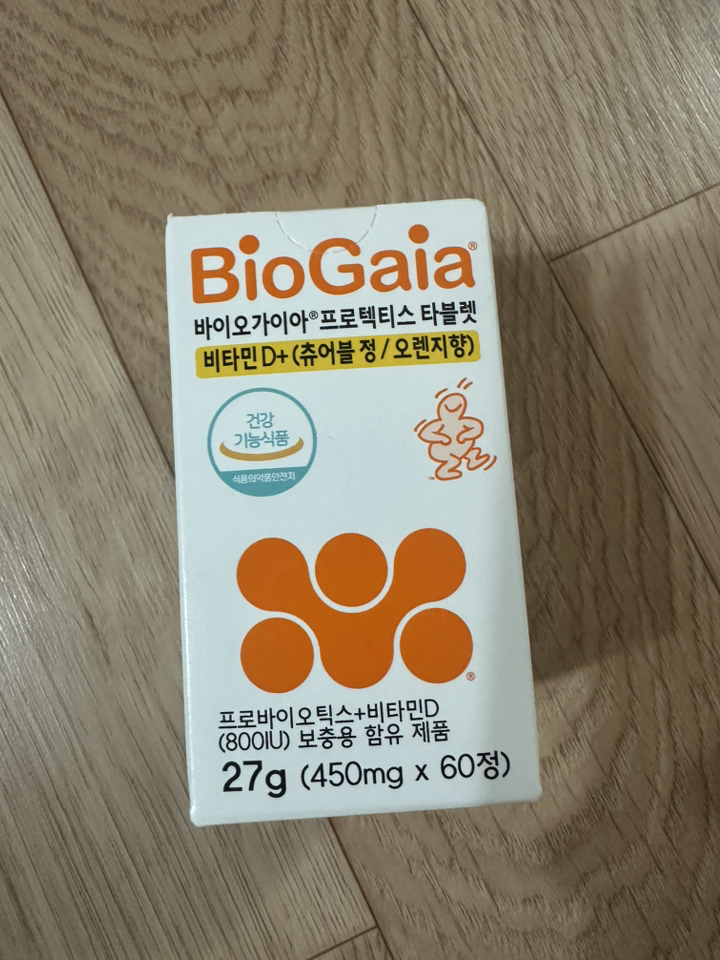 BioGaia®
바이오가이아® 프로텍티스 타블렛
비타민 D+ (츄어블 정 / 오렌지향)
건강
기능식품
식품의약품안전처
TM
®
프로바이오틱스+비타민D
(800IU) 보충용 함유 제품
27g (450mg x 60정)